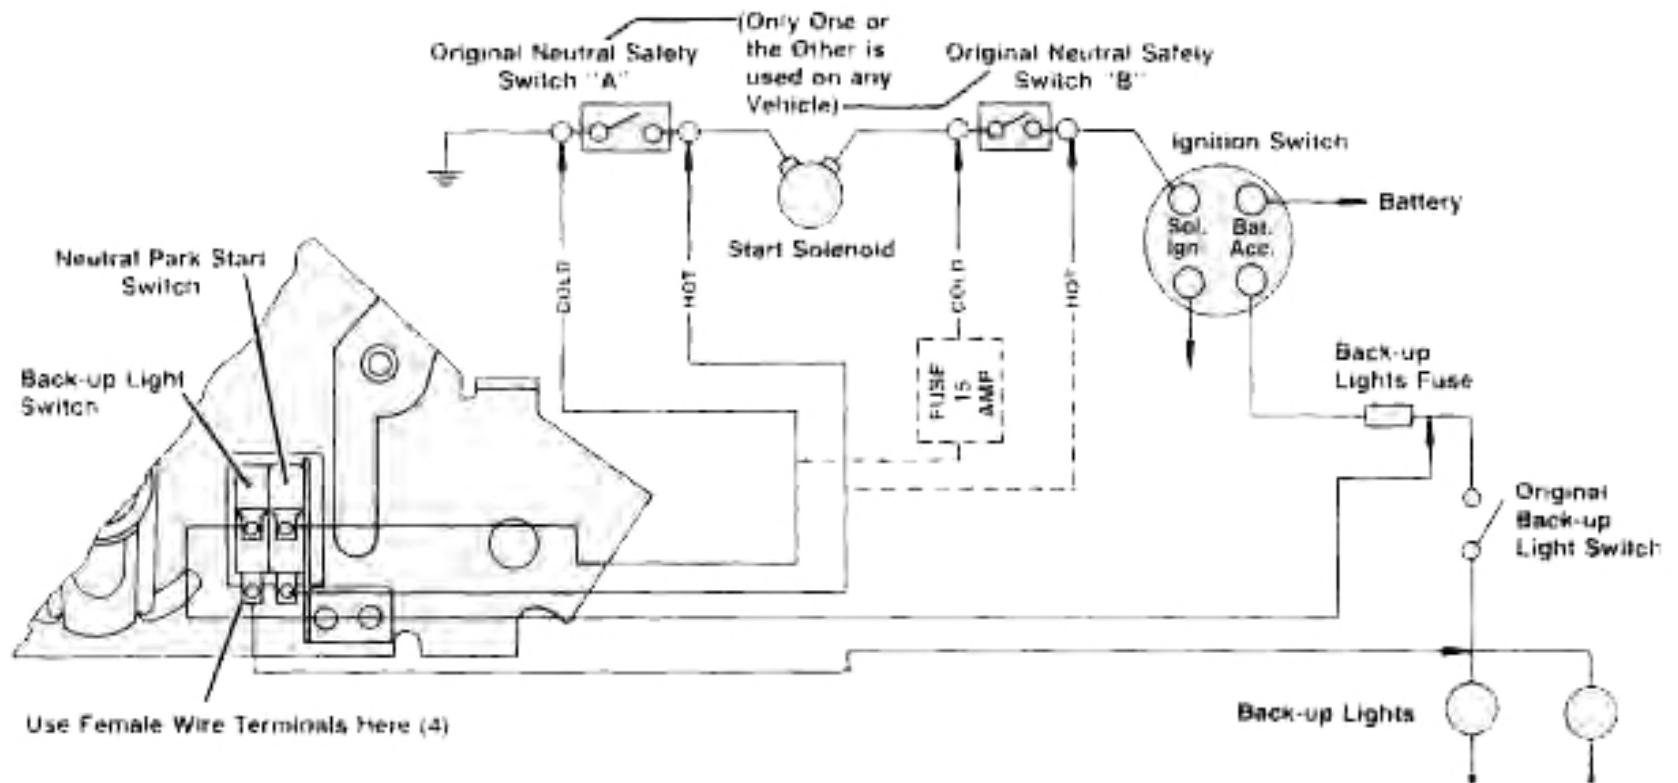 (Only One or
the Other is
used on any
Vehicle)
Original Neutral Safety
Switch "A"
Original Neutral Safety
Switch "B"
Ignition Switch
Battery
Sol.
Bat.
Ign.
Acc.
Start Solenoid
Neutral Park Start
Switch
COLD
HOT
COLD
HOT
Back-up Light
Switch
FUSE
15
AMP
Back-up
Lights Fuse
Original
Back-up
Light Switch
Back-up Lights
Use Female Wire Terminals Here (4)